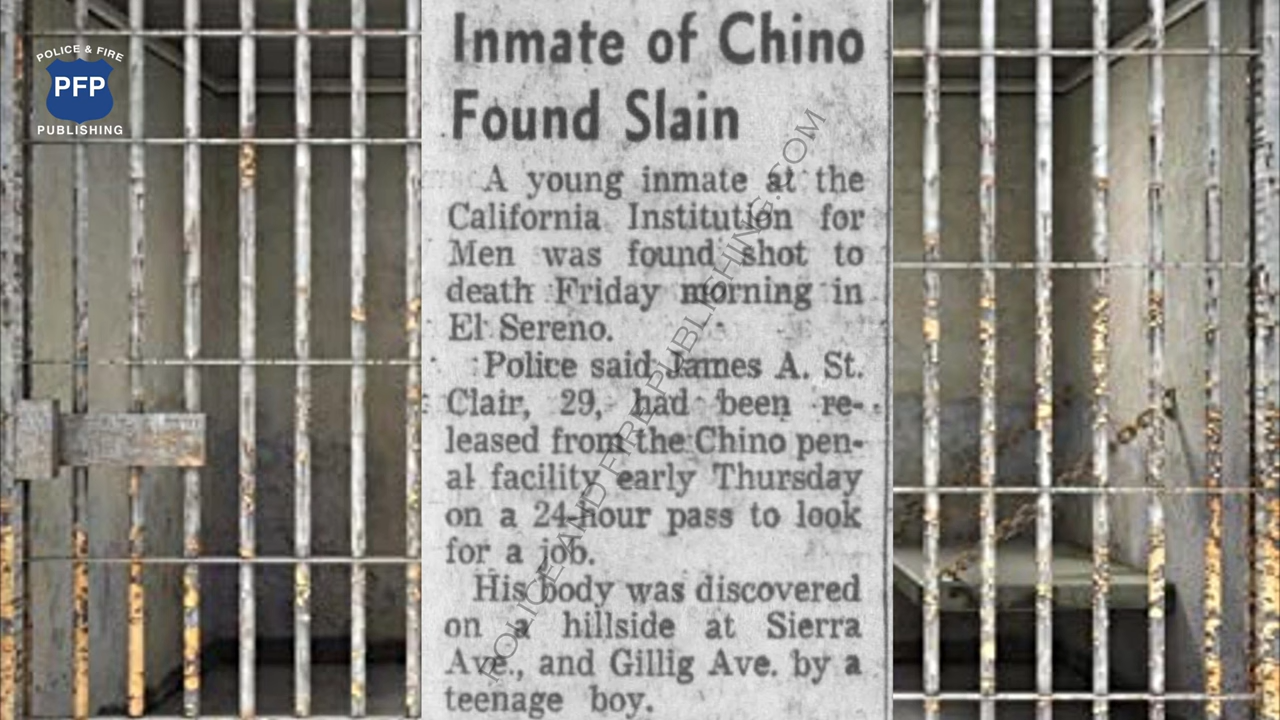 POLICE & FIRE
PFP
PUBLISHING
Inmate of Chino
Found Slain
A young inmate at the
California Institution for
Men was found shot to
death Friday morning in
El Sereno.
Police said James A. St.
Clair, 29, had been re-
leased from the Chino pen-
al facility early Thursday
on a 24-hour pass to look
for a job.
His body was discovered
on a hillside at Sierra
Ave., and Gillig Ave. by a
teenage boy.
POLICEANDFIREPUBLISHING.COM